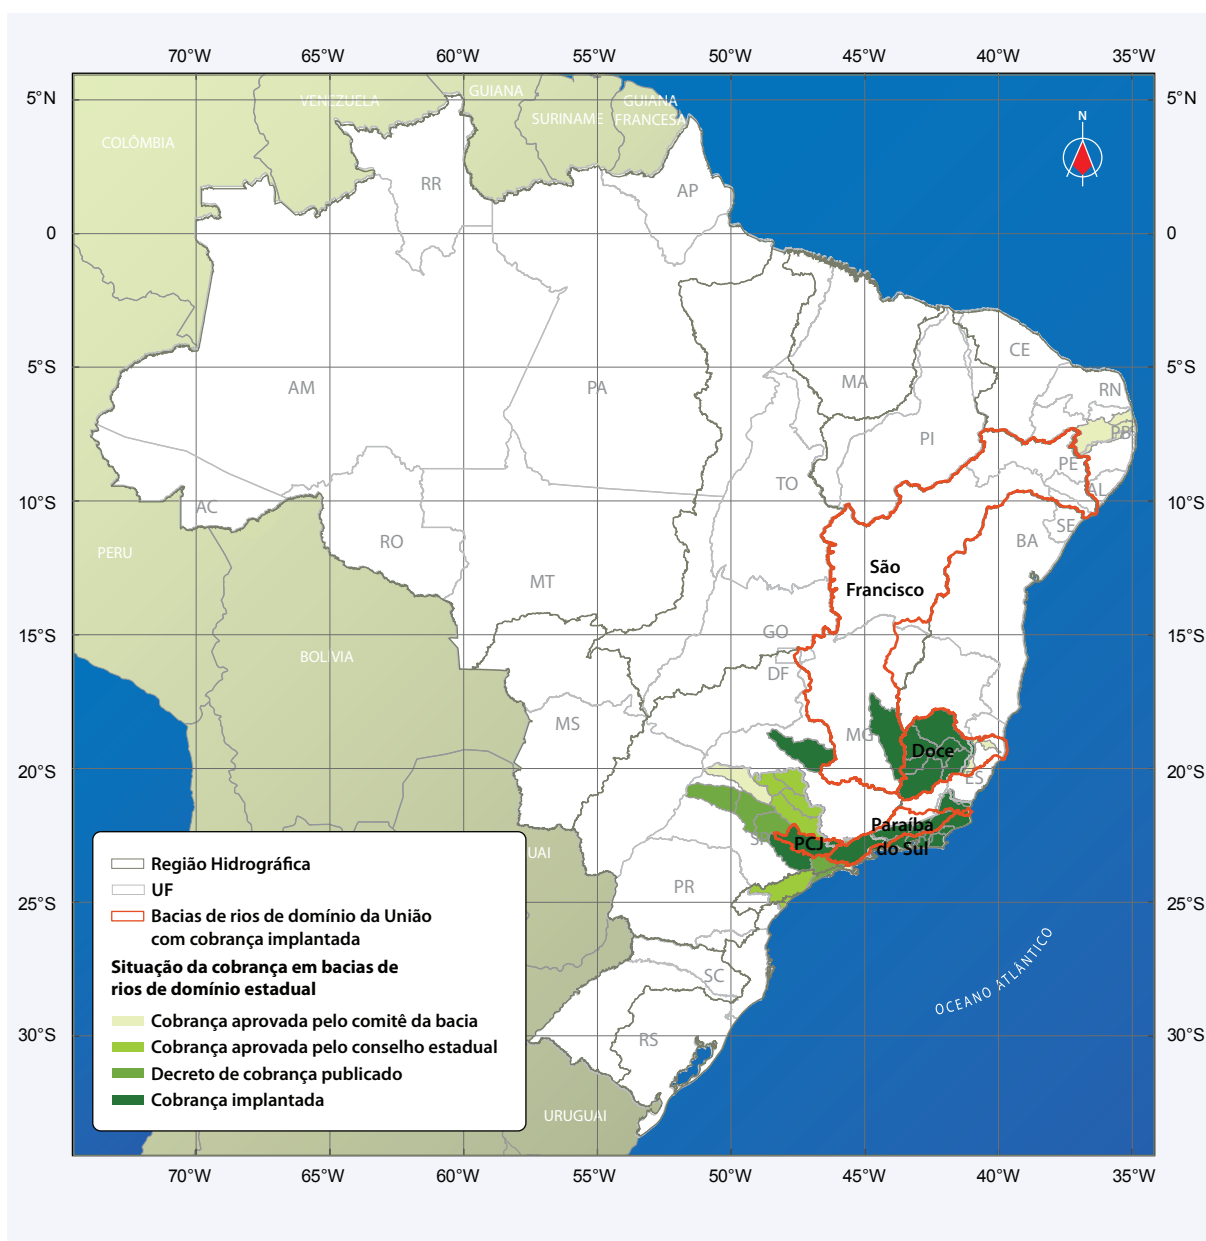 70°W 65°W 60°W 55°W 50°W 45°W 40°W 35°W
5°N
5°N
VENEZUELA
GUIANA
SURINAME
GUIANA
FRANCESA
COLÔMBIA
N
RR
AP
0
0
5°S
5°S
CE
RN
MA
PA
AM
PI
PB
PE
TO
AL
10°S
10°S
AC
SE
RO
BA
PERU
MT
São
Francisco
15°S
15°S
GO
BOLÍVIA
DF
MS
MG
Doce
20°S
20°S
ES
Paraíba
do Sul
PCJ
UAI
PR
25°S
25°S
SC
OCEANO ATLÂNTICO
30°S
RS
URUGUAI
Região Hidrográfica
UF
Bacias de rios de domínio da União
com cobrança implantada
Situação da cobrança em bacias de
rios de domínio estadual
Cobrança aprovada pelo comitê da bacia
Cobrança aprovada pelo conselho estadual
Decreto de cobrança publicado
Cobrança implantada
30°S
70°W 65°W 60°W 55°W 50°W 45°W 40°W 35°W